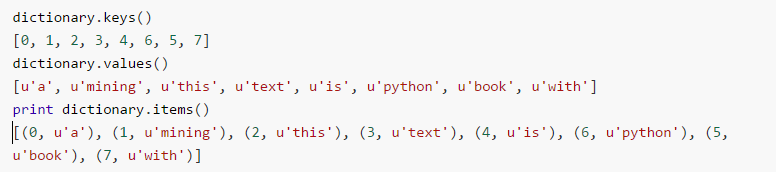 dictionary.keys()
[0, 1, 2, 3, 4, 6, 5, 7]
dictionary.values()
[u'a', u'mining', u'this', u'text', u'is', u'python', u'book', u'with']
print dictionary.items()
[(0, u'a'), (1, u'mining'), (2, u'this'), (3, u'text'), (4, u'is'), (6, u'python'), (5,
u'book'), (7, u'with')]